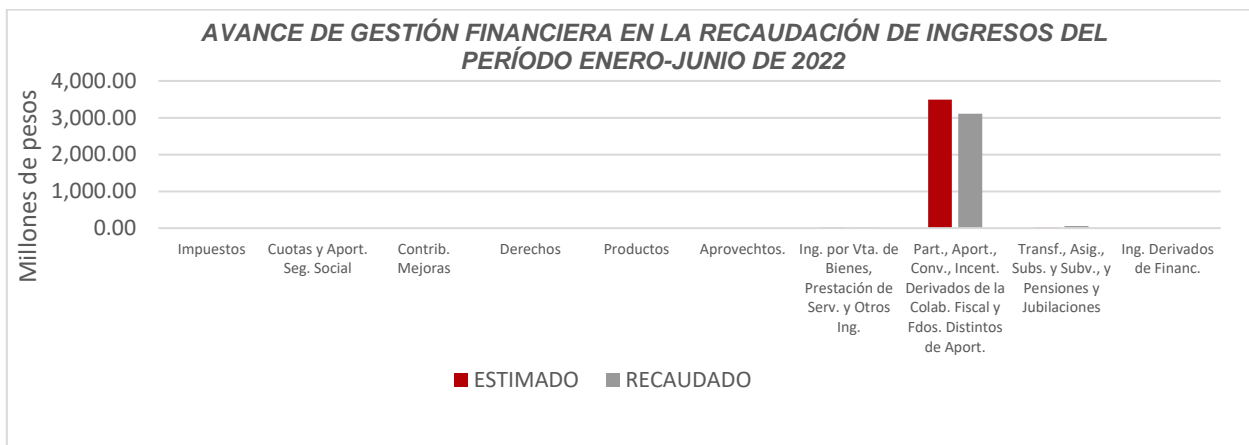 AVANCE DE GESTIÓN FINANCIERA EN LA RECAUDACIÓN DE INGRESOS DEL
PERÍODO ENERO-JUNIO DE 2022
Millones de pesos
4,000.00
3,000.00
2,000.00
1,000.00
0.00
Impuestos
Cuotas y Aport.
Seg. Social
Contrib.
Mejoras
Derechos
Productos
Aprovechtos.
Ing. por Vta. de
Bienes,
Prestación de
Serv. y Otros
Ing.
Part., Aport.,
Conv., Incent.
Derivados de la
Colab. Fiscal y
Fdos. Distintos
de Aport.
Transf., Asig.,
Subs. y Subv., y
Pensiones y
Jubilaciones
Ing. Derivados
de Financ.
ESTIMADO
RECAUDADO